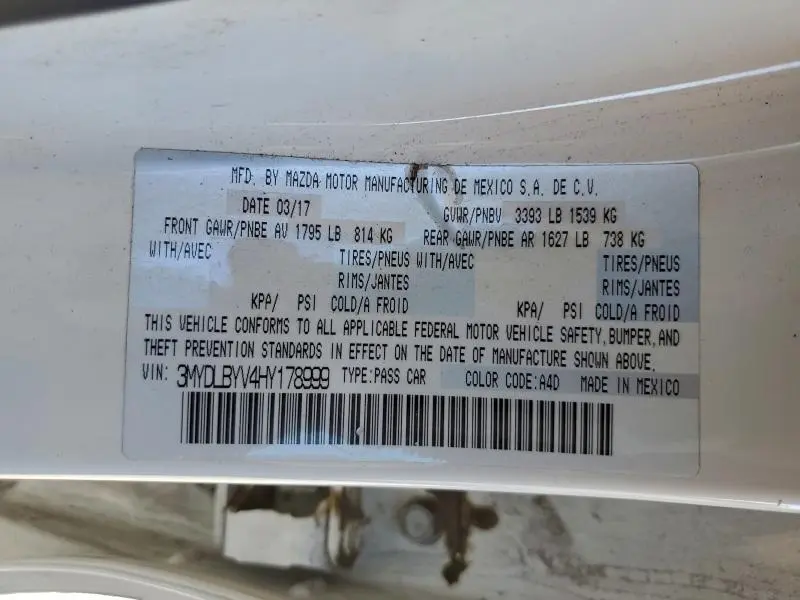 MFD. BY MAZDA MOTOR MANUFACTURING DE MEXICO S.A. DE C.V.
DATE 03/17 GVWR/PNBV 3393 LB 1539 KG
FRONT GAWR/PNBE AV 1795 LB 814 KG REAR GAWR/PNBE AR 1627 LB 738 KG
WITH/AVEC TIRES/PNEUS WITH/AVEC TIRES/PNEUS
RIMS/JANTES RIMS/JANTES
KPA/ PSI COLD/A FROID KPA/ PSI COLD/A FROID
THIS VEHICLE CONFORMS TO ALL APPLICABLE FEDERAL MOTOR VEHICLE SAFETY, BUMPER, AND
THEFT PREVENTION STANDARDS IN EFFECT ON THE DATE OF MANUFACTURE SHOWN ABOVE.
VIN: 3MYDLBYV4HY178999 TYPE:PASS CAR COLOR CODE:A4D MADE IN MEXICO